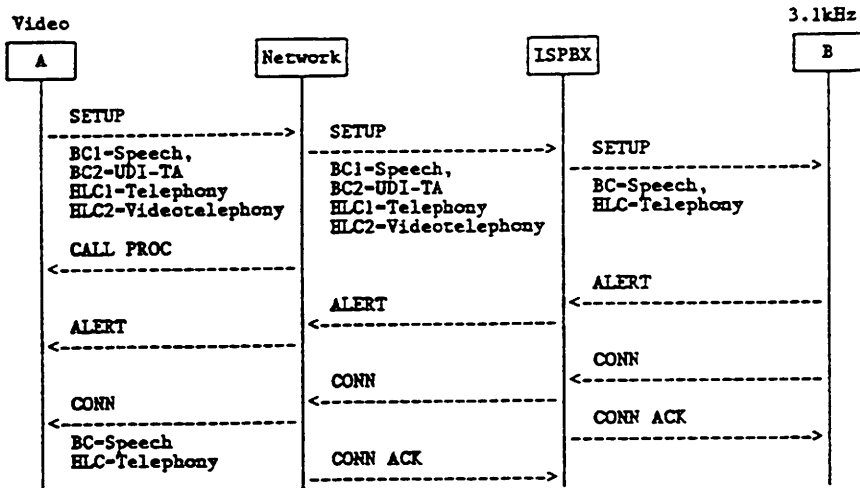 Video
3.1kHz
A
Network
ISPBX
B
SETUP
BC1=Speech,
BC2=UDI-TA
HLC1=Telephony
HLC2=Videotelephony
SETUP
BC1=Speech,
BC2=UDI-TA
HLC1=Telephony
HLC2=Videotelephony
SETUP
BC=Speech,
HLC=Telephony
CALL PROC
ALERT
ALERT
ALERT
CONN
CONN
CONN
BC=Speech
HLC=Telephony
CONN ACK
CONN ACK